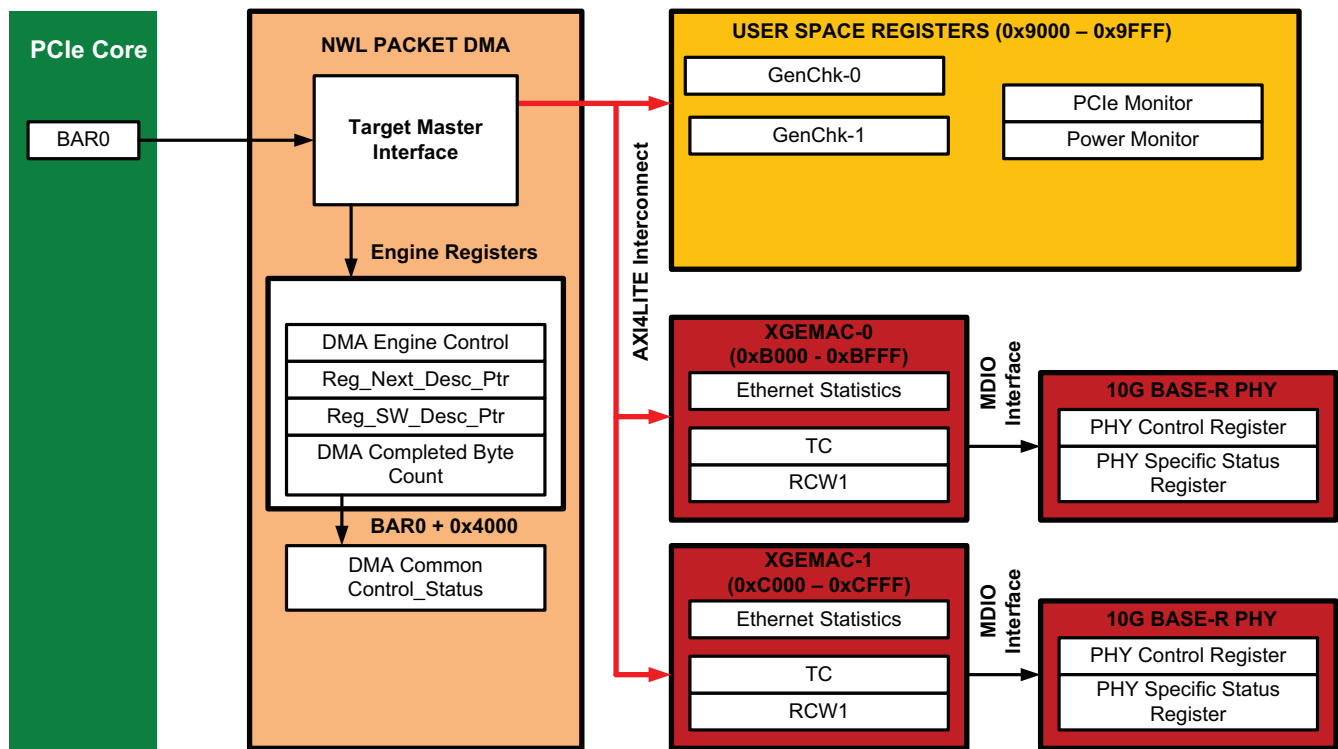 PCIe Core
BAR0
NWL PACKET DMA
Target Master
Interface
Engine Registers
DMA Engine Control
Reg_Next_Desc_Ptr
Reg_SW_Desc_Ptr
DMA Completed Byte
Count
BAR0 + 0x4000
DMA Common
Control_Status
AXI4LITE Interconnect
USER SPACE REGISTERS (0x9000 – 0x9FFF)
GenChk-0
GenChk-1
PCIe Monitor
Power Monitor
XGEMAC-0
(0xB000 - 0xBFFF)
Ethernet Statistics
TC
RCW1
MDIO
Interface
10G BASE-R PHY
PHY Control Register
PHY Specific Status
Register
XGEMAC-1
(0xC000 – 0xCFFF)
Ethernet Statistics
TC
RCW1
MDIO
Interface
10G BASE-R PHY
PHY Control Register
PHY Specific Status
Register